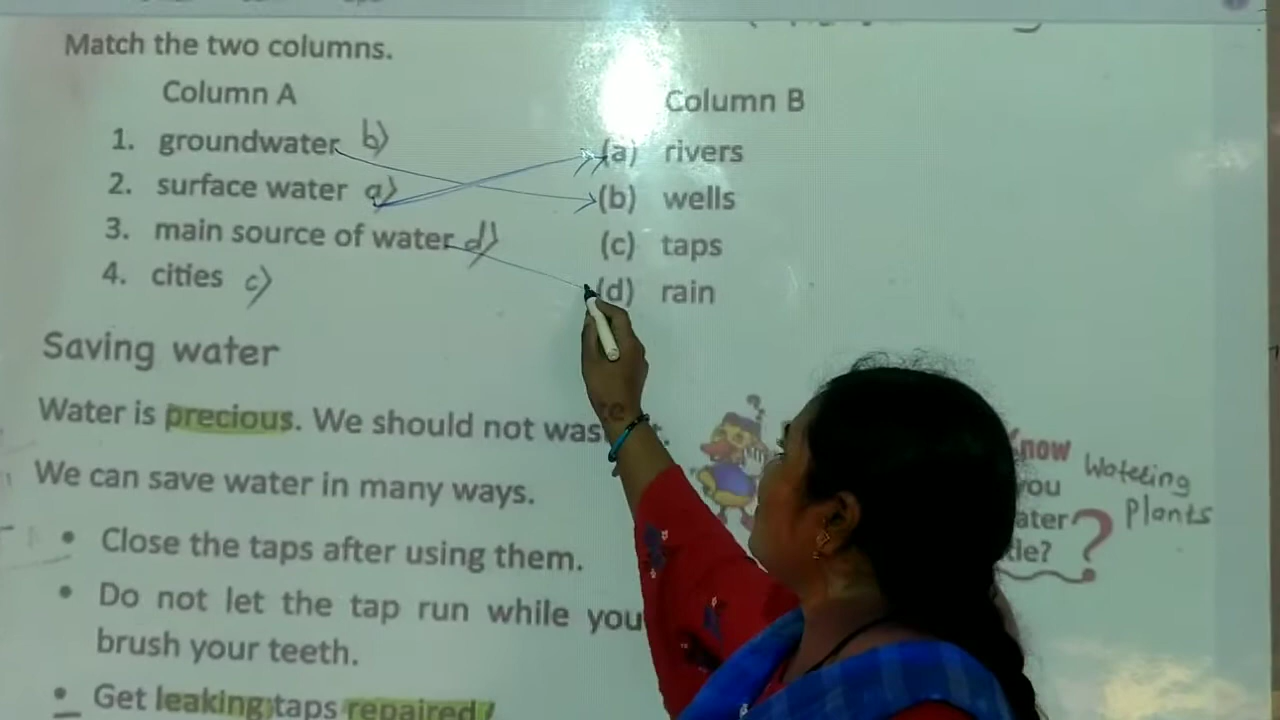 Match the two columns.
Column A Column B
1. groundwater b) (a) rivers
2. surface water a) (b) wells
3. main source of water d) (c) taps
4. cities c) (d) rain
Saving water
Water is precious. We should not
We can save water in many ways.
Close the taps after using them.
Do not let the tap run while you
brush your teeth.
Get leaking taps repaired
Know
you
?
Watering
Plants